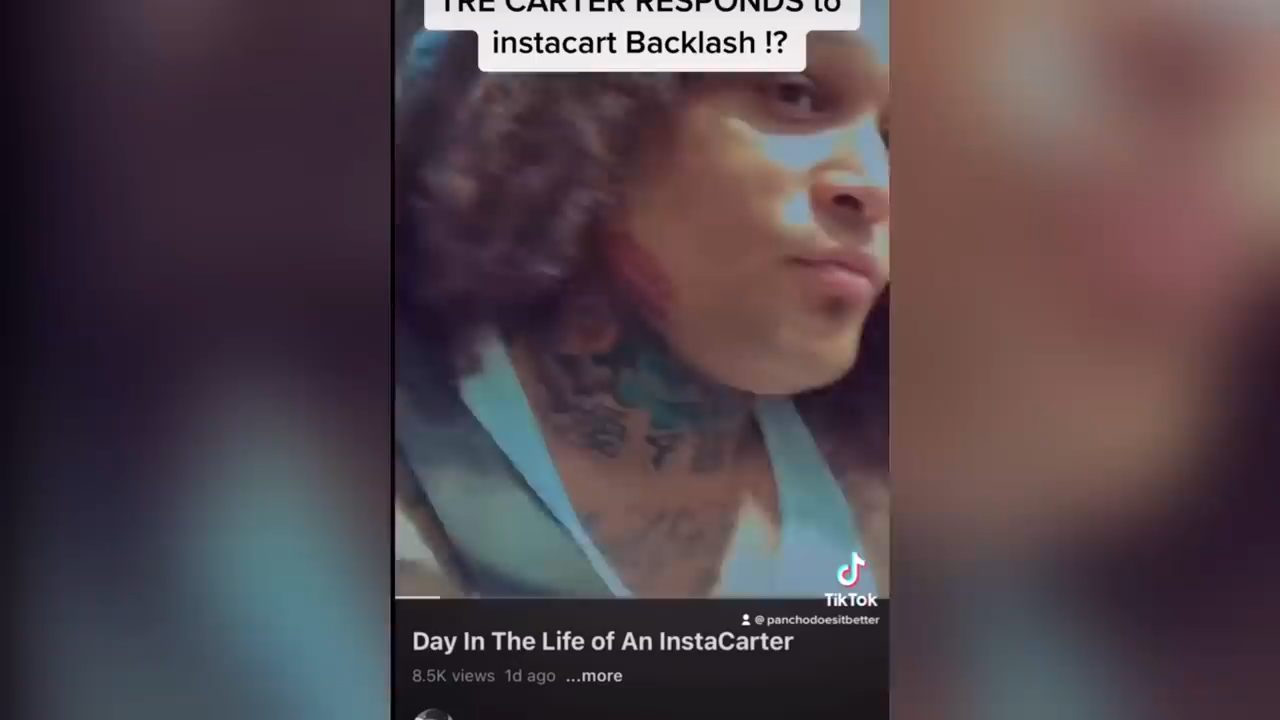 TRE CARTER RESPONDS to
instacart Backlash !?
TikTok
@ panchodoesitbetter
Day In The Life of An InstaCarter
8.5K views 1d ago ...more